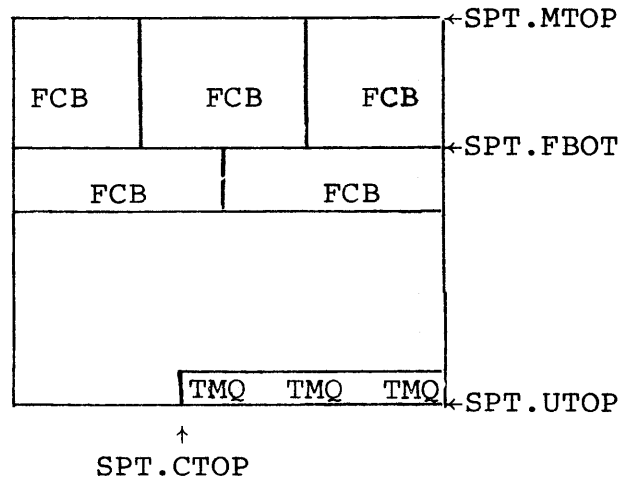 ←SPT.MTOP
FCB FCB FCB
←SPT.FBOT
FCB FCB
TMQ TMQ TMQ
←SPT.UTOP
↑
SPT.CTOP